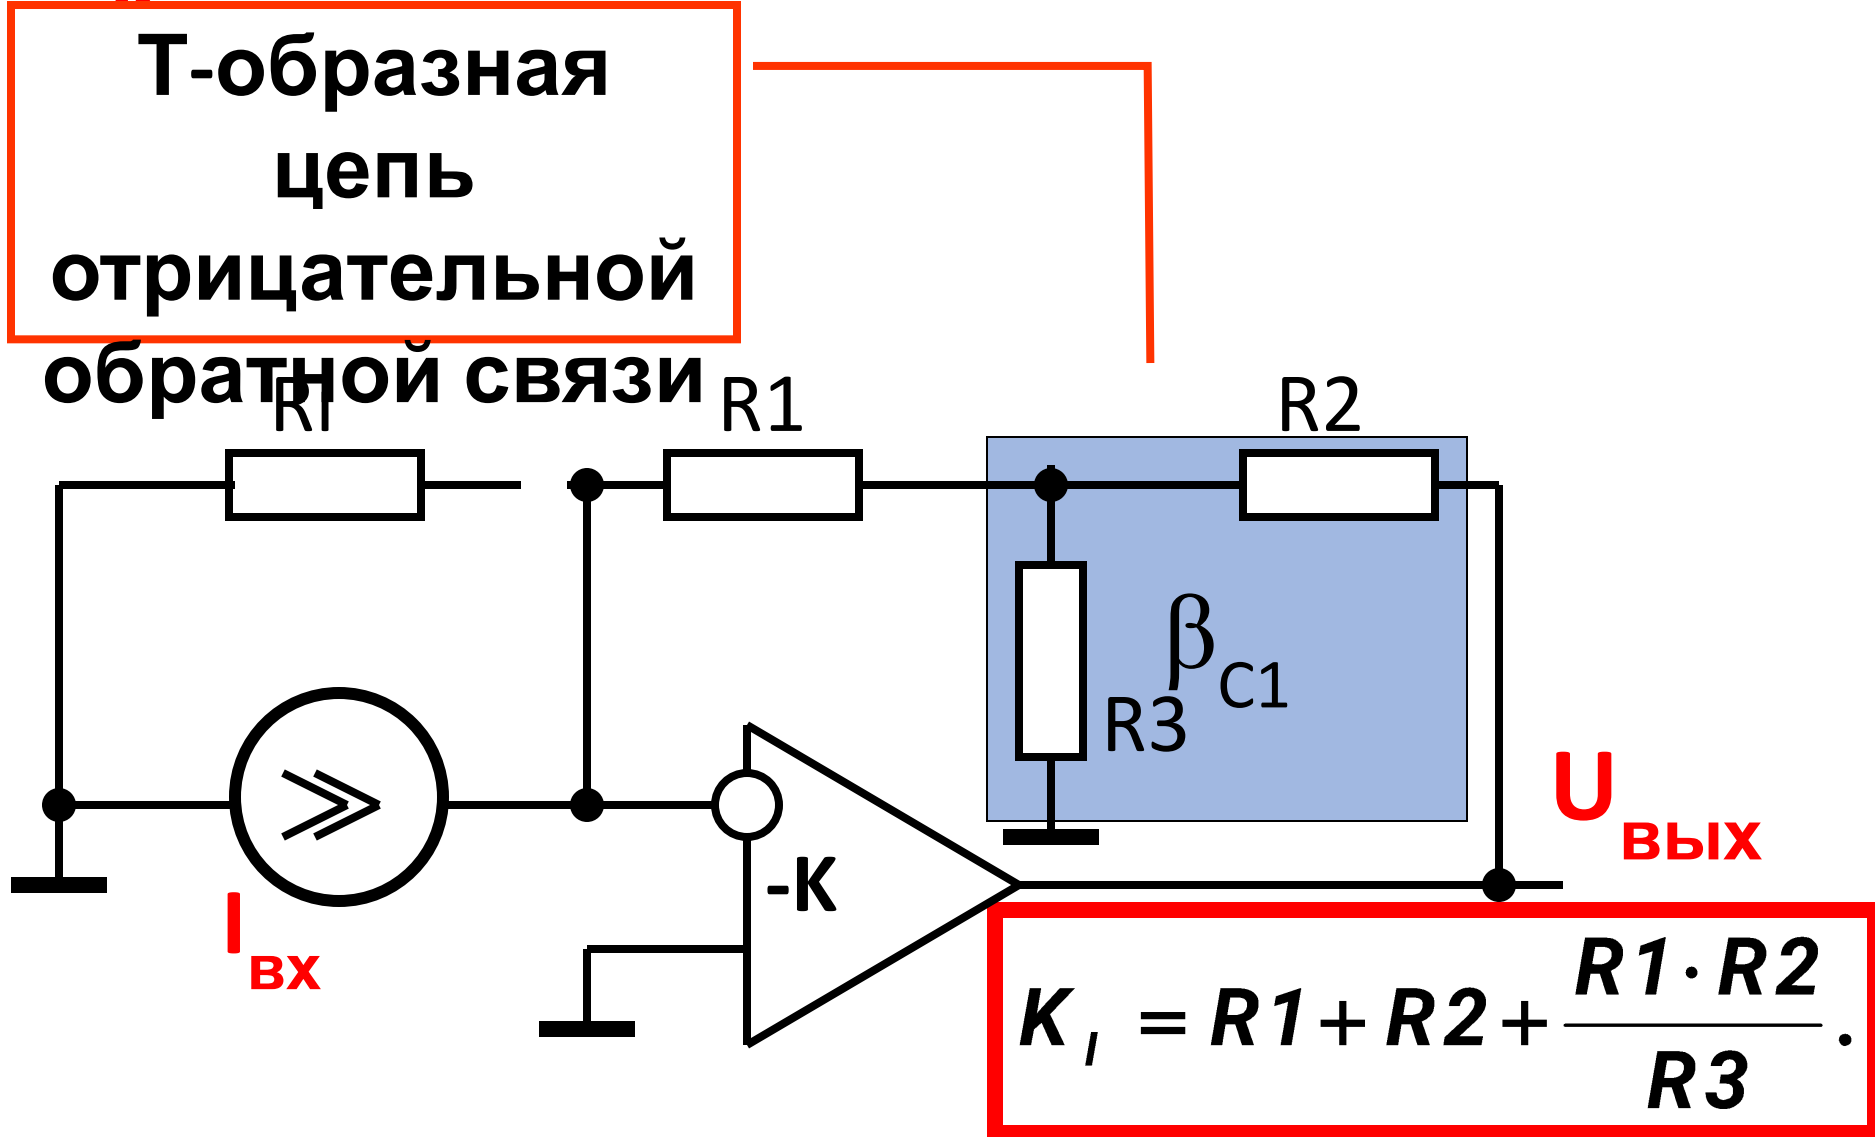 Т-образная
цепь
отрицательной
обратной связи
RI
R1
R2
β C1
R3
-K
U вых
I вх
K I = R1 + R2 + R1 · R2 / R3 .